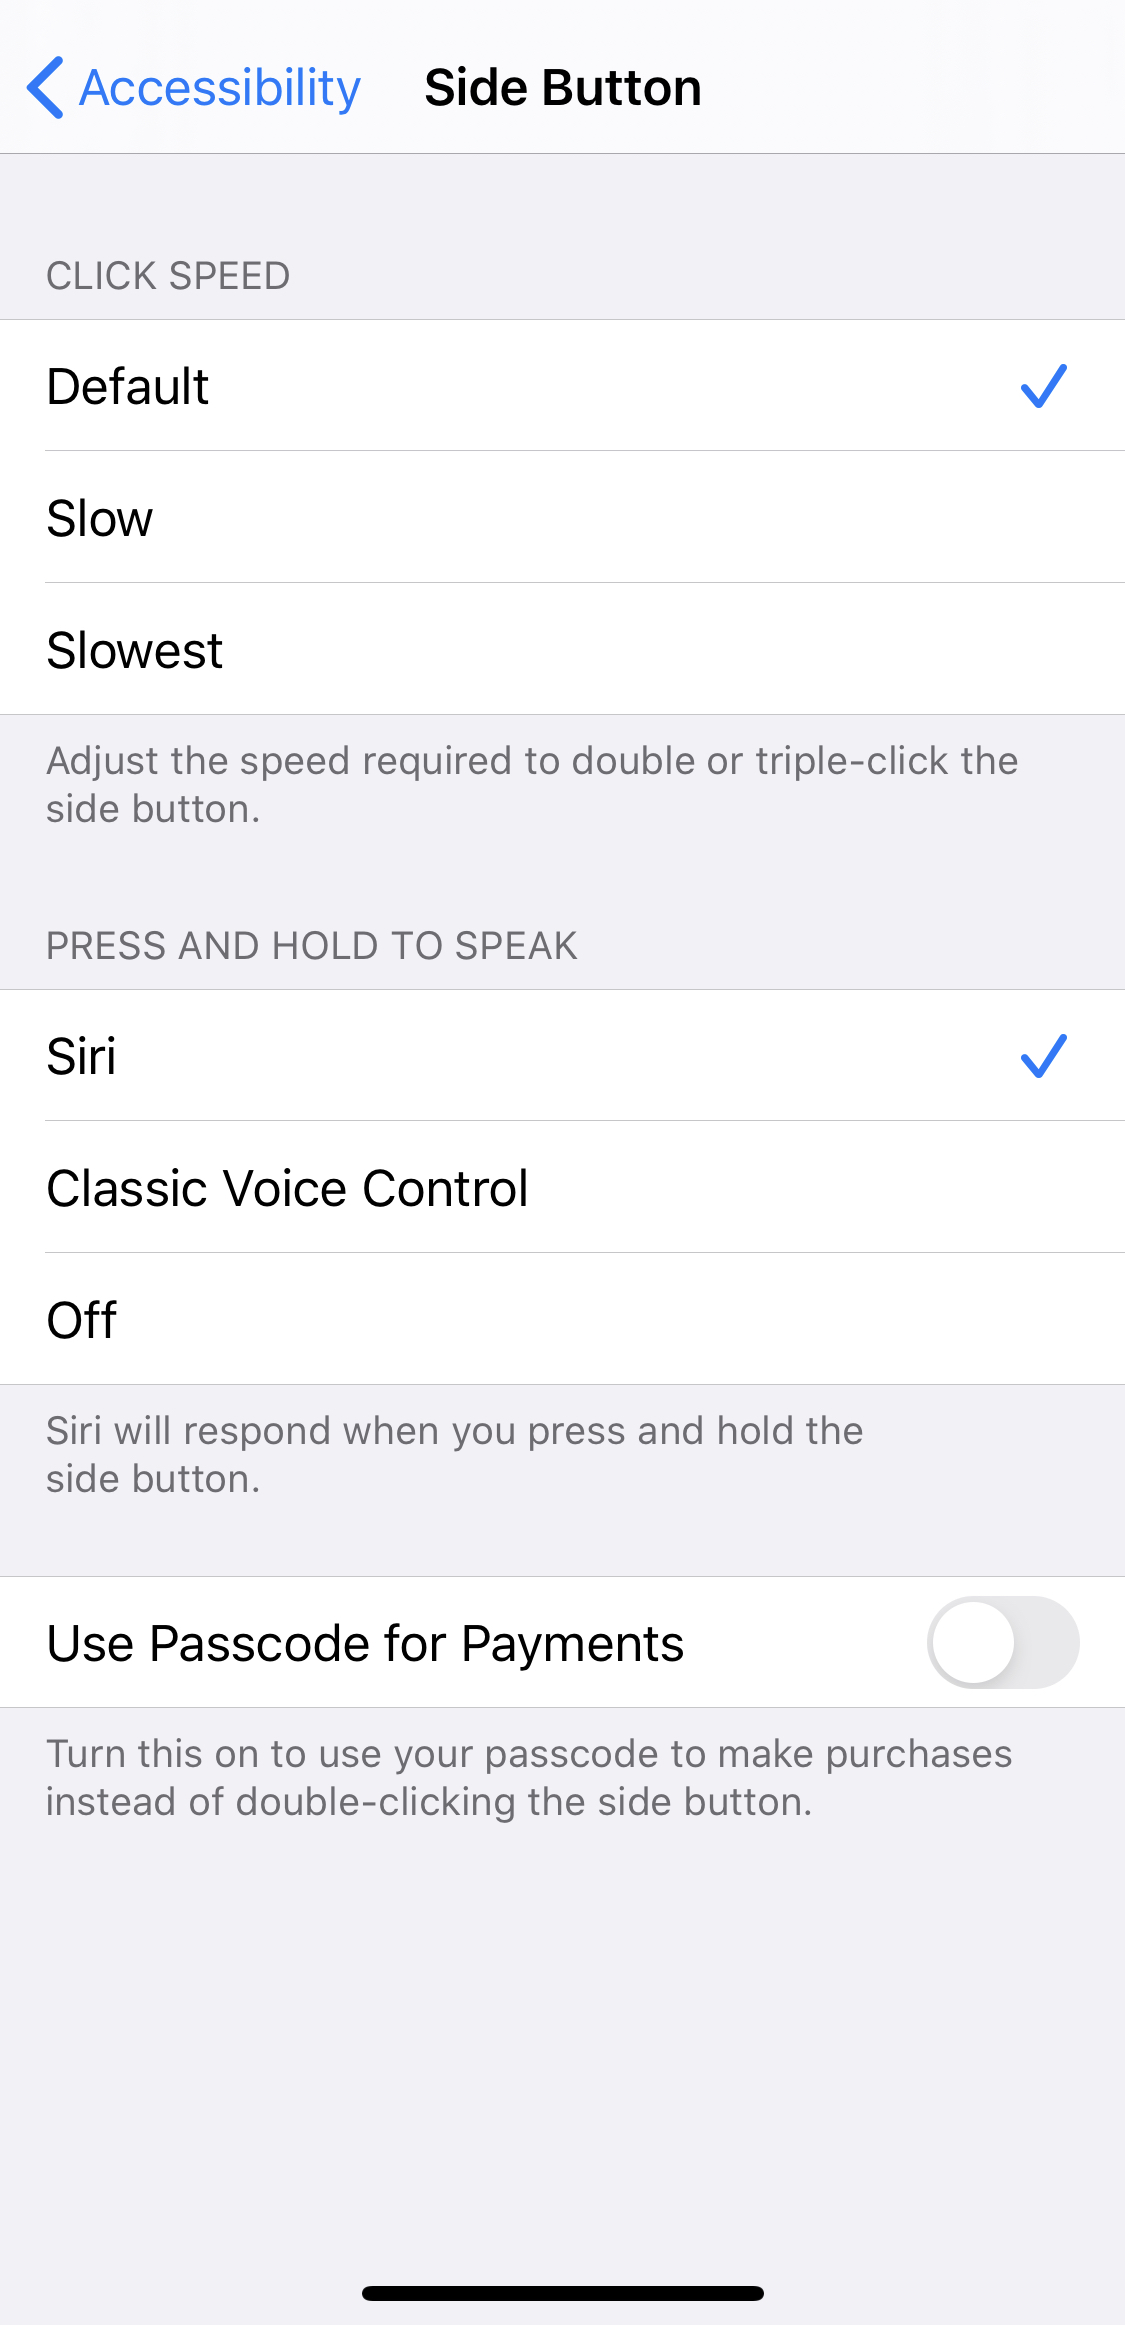 Accessibility
Side Button
CLICK SPEED
Default
Slow
Slowest
Adjust the speed required to double or triple-click the
side button.
PRESS AND HOLD TO SPEAK
Siri
Classic Voice Control
Off
Siri will respond when you press and hold the
side button.
Use Passcode for Payments
Turn this on to use your passcode to make purchases
instead of double-clicking the side button.